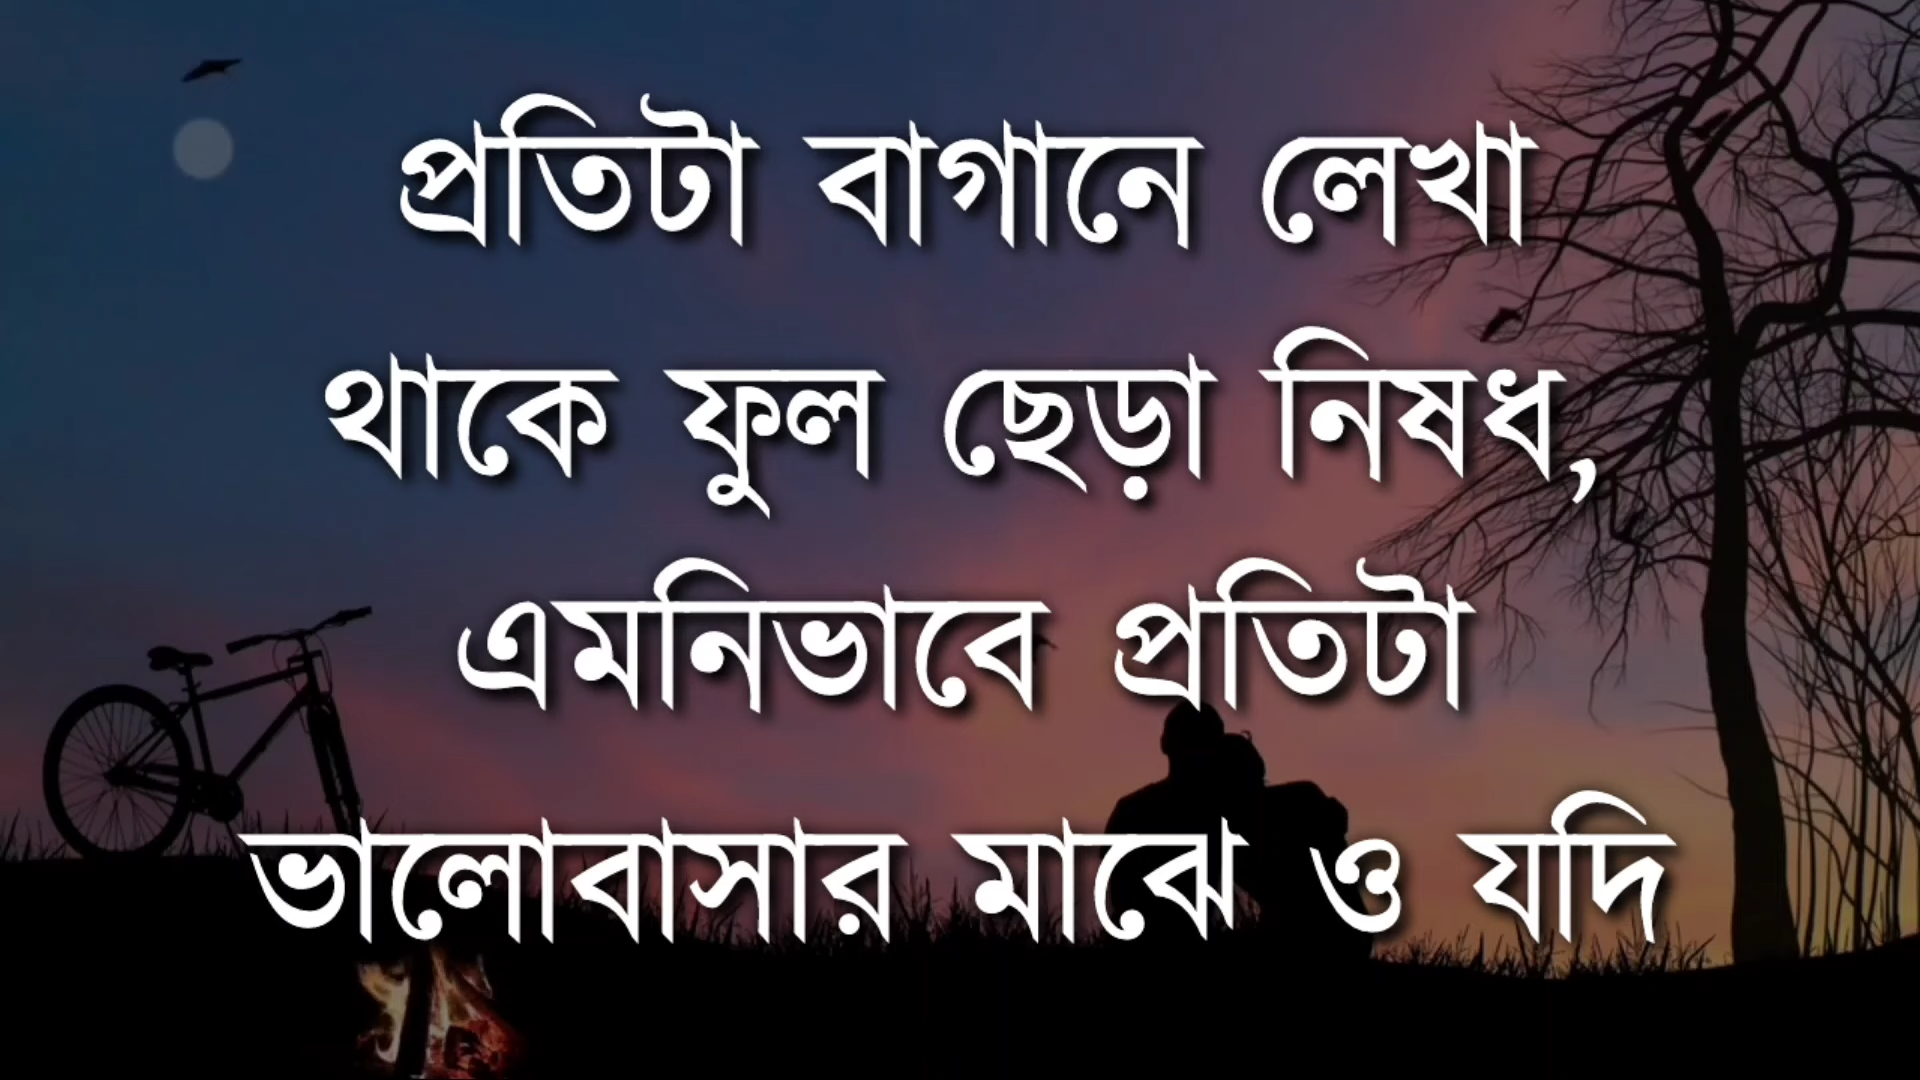 প্রতিটা বাগানে লেখা
থাকে ফুল ছেড়া নিষধ,
এমনিভাবে প্রতিটা
ভালোবাসার মাঝে ও যদি